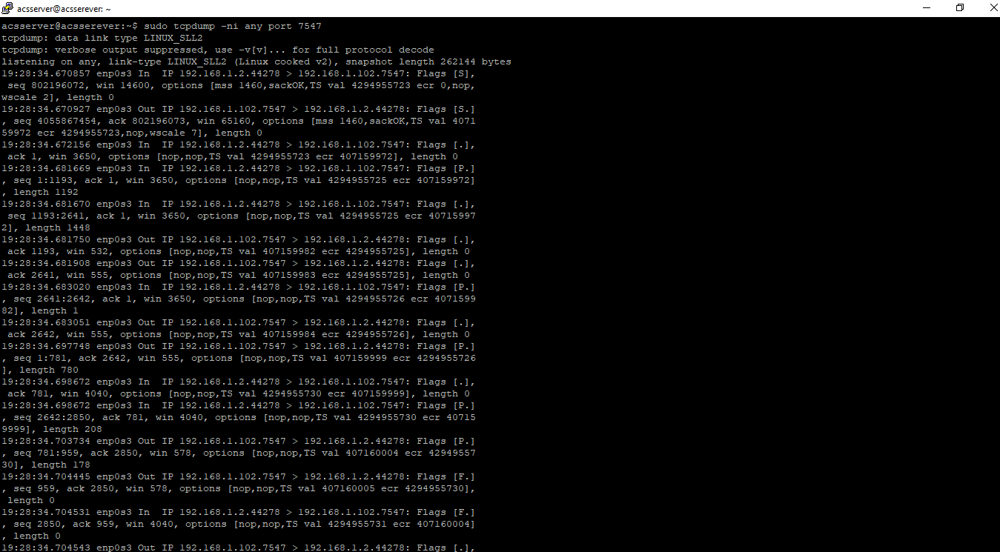 acsserver@acsserever: ~
acsserver@acsserever:~$ sudo tcpdump -ni any port 7547
tcpdump: data link type LINUX_SLL2
tcpdump: verbose output suppressed, use -v[v]... for full protocol decode
listening on any, link-type LINUX_SLL2 (Linux cooked v2), snapshot length 262144 bytes
19:28:34.670857 enp0s3 In  IP 192.168.1.2.44278 > 192.168.1.102.7547: Flags [S],
 seq 802196072, win 14600, options [mss 1460,sackOK,TS val 4294955723 ecr 0,nop,
wscale 2], length 0
19:28:34.670927 enp0s3 Out IP 192.168.1.102.7547 > 192.168.1.2.44278: Flags [S.]
, seq 4055867454, ack 802196073, win 65160, options [mss 1460,sackOK,TS val 4071
59972 ecr 4294955723,nop,wscale 7], length 0
19:28:34.672156 enp0s3 In  IP 192.168.1.2.44278 > 192.168.1.102.7547: Flags [.],
 ack 1, win 3650, options [nop,nop,TS val 4294955723 ecr 407159972], length 0
19:28:34.681669 enp0s3 In  IP 192.168.1.2.44278 > 192.168.1.102.7547: Flags [P.]
, seq 1:1193, ack 1, win 3650, options [nop,nop,TS val 4294955725 ecr 407159972]
, length 1192
19:28:34.681670 enp0s3 In  IP 192.168.1.2.44278 > 192.168.1.102.7547: Flags [.],
 seq 1193:2641, ack 1, win 3650, options [nop,nop,TS val 4294955725 ecr 40715997
2], length 1448
19:28:34.681750 enp0s3 Out IP 192.168.1.102.7547 > 192.168.1.2.44278: Flags [.],
 ack 1193, win 532, options [nop,nop,TS val 407159982 ecr 4294955725], length 0
19:28:34.681908 enp0s3 Out IP 192.168.1.102.7547 > 192.168.1.2.44278: Flags [.],
 ack 2641, win 555, options [nop,nop,TS val 407159983 ecr 4294955725], length 0
19:28:34.683020 enp0s3 In  IP 192.168.1.2.44278 > 192.168.1.102.7547: Flags [P.]
, seq 2641:2642, ack 1, win 3650, options [nop,nop,TS val 4294955726 ecr 4071599
82], length 1
19:28:34.683051 enp0s3 Out IP 192.168.1.102.7547 > 192.168.1.2.44278: Flags [.],
 ack 2642, win 555, options [nop,nop,TS val 407159984 ecr 4294955726], length 0
19:28:34.697748 enp0s3 Out IP 192.168.1.102.7547 > 192.168.1.2.44278: Flags [P.]
, seq 1:781, ack 2642, win 555, options [nop,nop,TS val 407159999 ecr 4294955726
], length 780
19:28:34.698672 enp0s3 In  IP 192.168.1.2.44278 > 192.168.1.102.7547: Flags [.],
 ack 781, win 4040, options [nop,nop,TS val 4294955730 ecr 407159999], length 0
19:28:34.698672 enp0s3 In  IP 192.168.1.2.44278 > 192.168.1.102.7547: Flags [P.]
, seq 2642:2850, ack 781, win 4040, options [nop,nop,TS val 4294955730 ecr 40715
9999], length 208
19:28:34.703734 enp0s3 Out IP 192.168.1.102.7547 > 192.168.1.2.44278: Flags [P.]
, seq 781:959, ack 2850, win 578, options [nop,nop,TS val 407160004 ecr 42949557
30], length 178
19:28:34.704445 enp0s3 Out IP 192.168.1.102.7547 > 192.168.1.2.44278: Flags [F.]
, seq 959, ack 2850, win 578, options [nop,nop,TS val 407160005 ecr 4294955730],
 length 0
19:28:34.704531 enp0s3 In  IP 192.168.1.2.44278 > 192.168.1.102.7547: Flags [F.]
, seq 2850, ack 959, win 4040, options [nop,nop,TS val 4294955731 ecr 407160004]
, length 0
19:28:34.704543 enp0s3 Out IP 192.168.1.102.7547 > 192.168.1.2.44278: Flags [.],